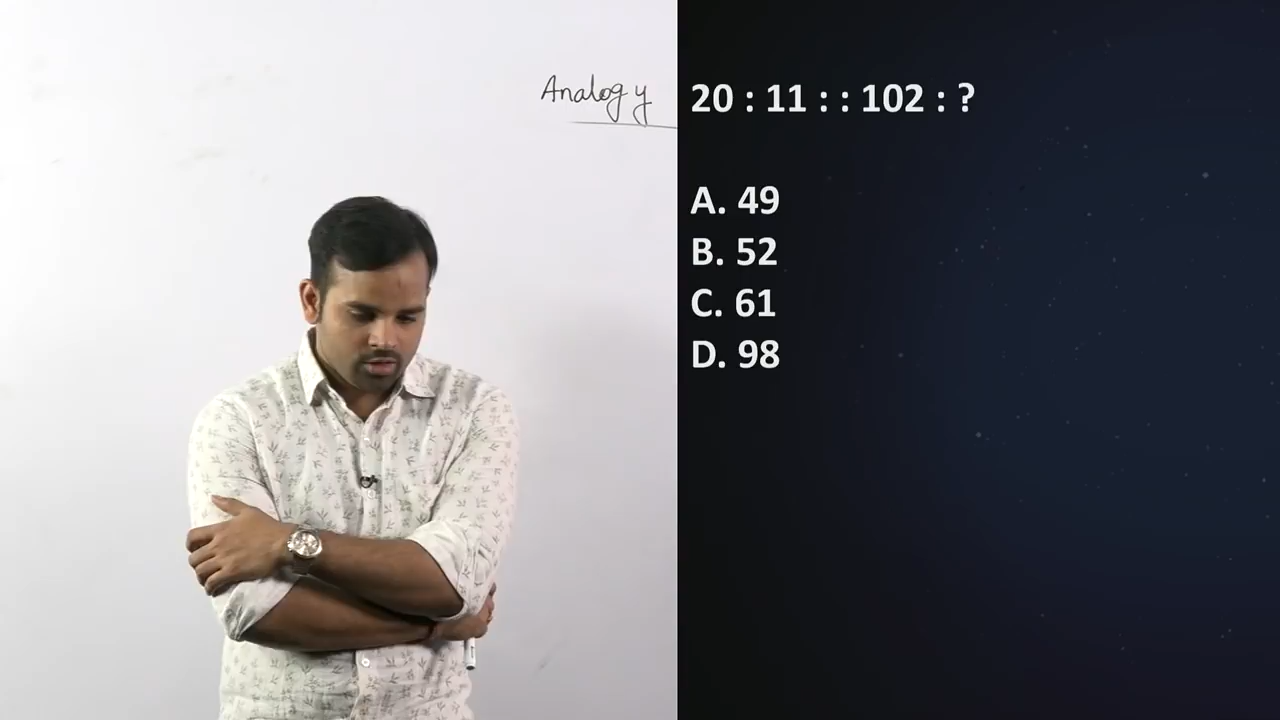 Analogy
20 : 11 : : 102 : ?
A. 49
B. 52
C. 61
D. 98